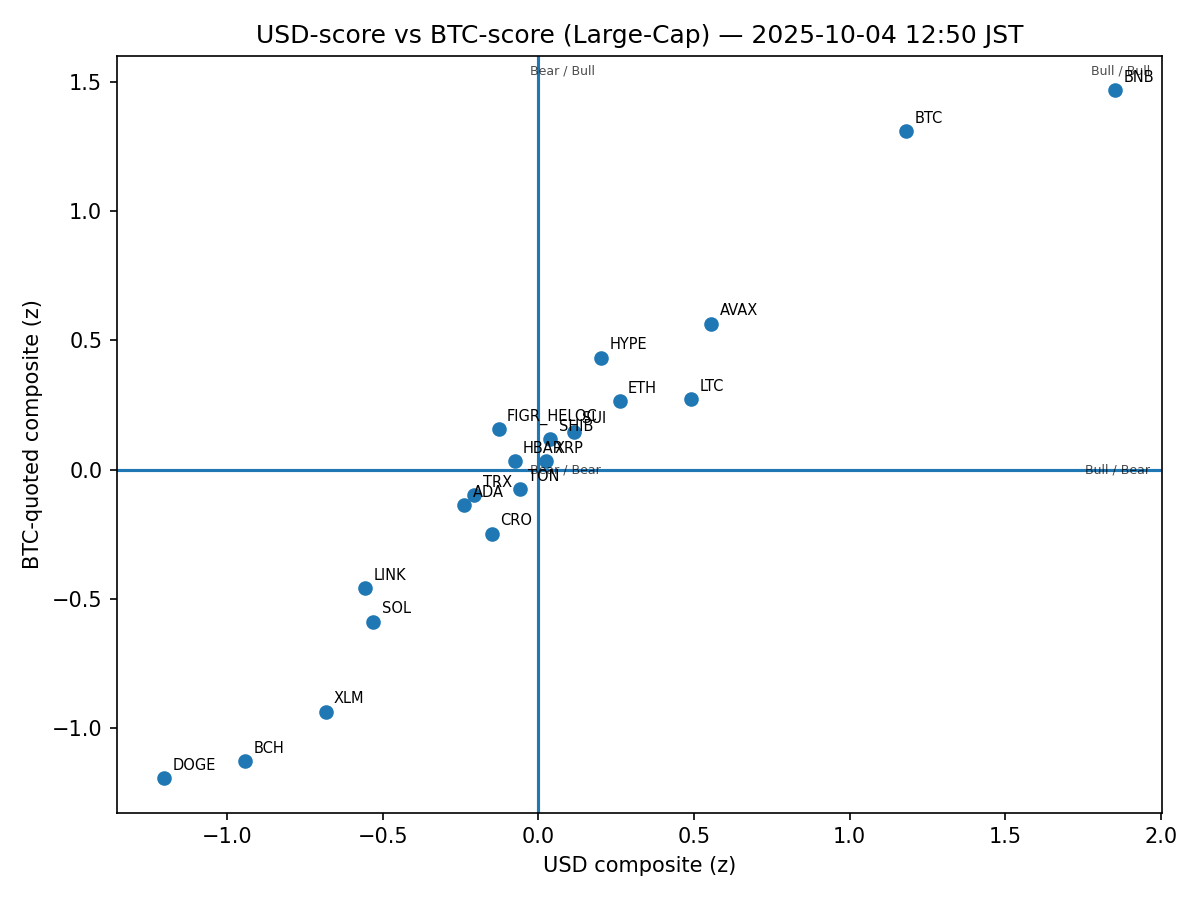 USD-score vs BTC-score (Large-Cap) — 2025-10-04 12:50 JST
Bear / Bull
Bull / Bull
BNB
BTC
AVAX
HYPE
ETH
LTC
FIGR_HELOC
SUI
SHIB
HBAR
XRP
Bear / Bear
Bull / Bear
TON
TRX
ADA
CRO
LINK
SOL
XLM
BCH
DOGE
1.5
1.0
0.5
0.0
−0.5
−1.0
BTC-quoted composite (z)
−1.0
−0.5
0.0
0.5
1.0
1.5
2.0
USD composite (z)